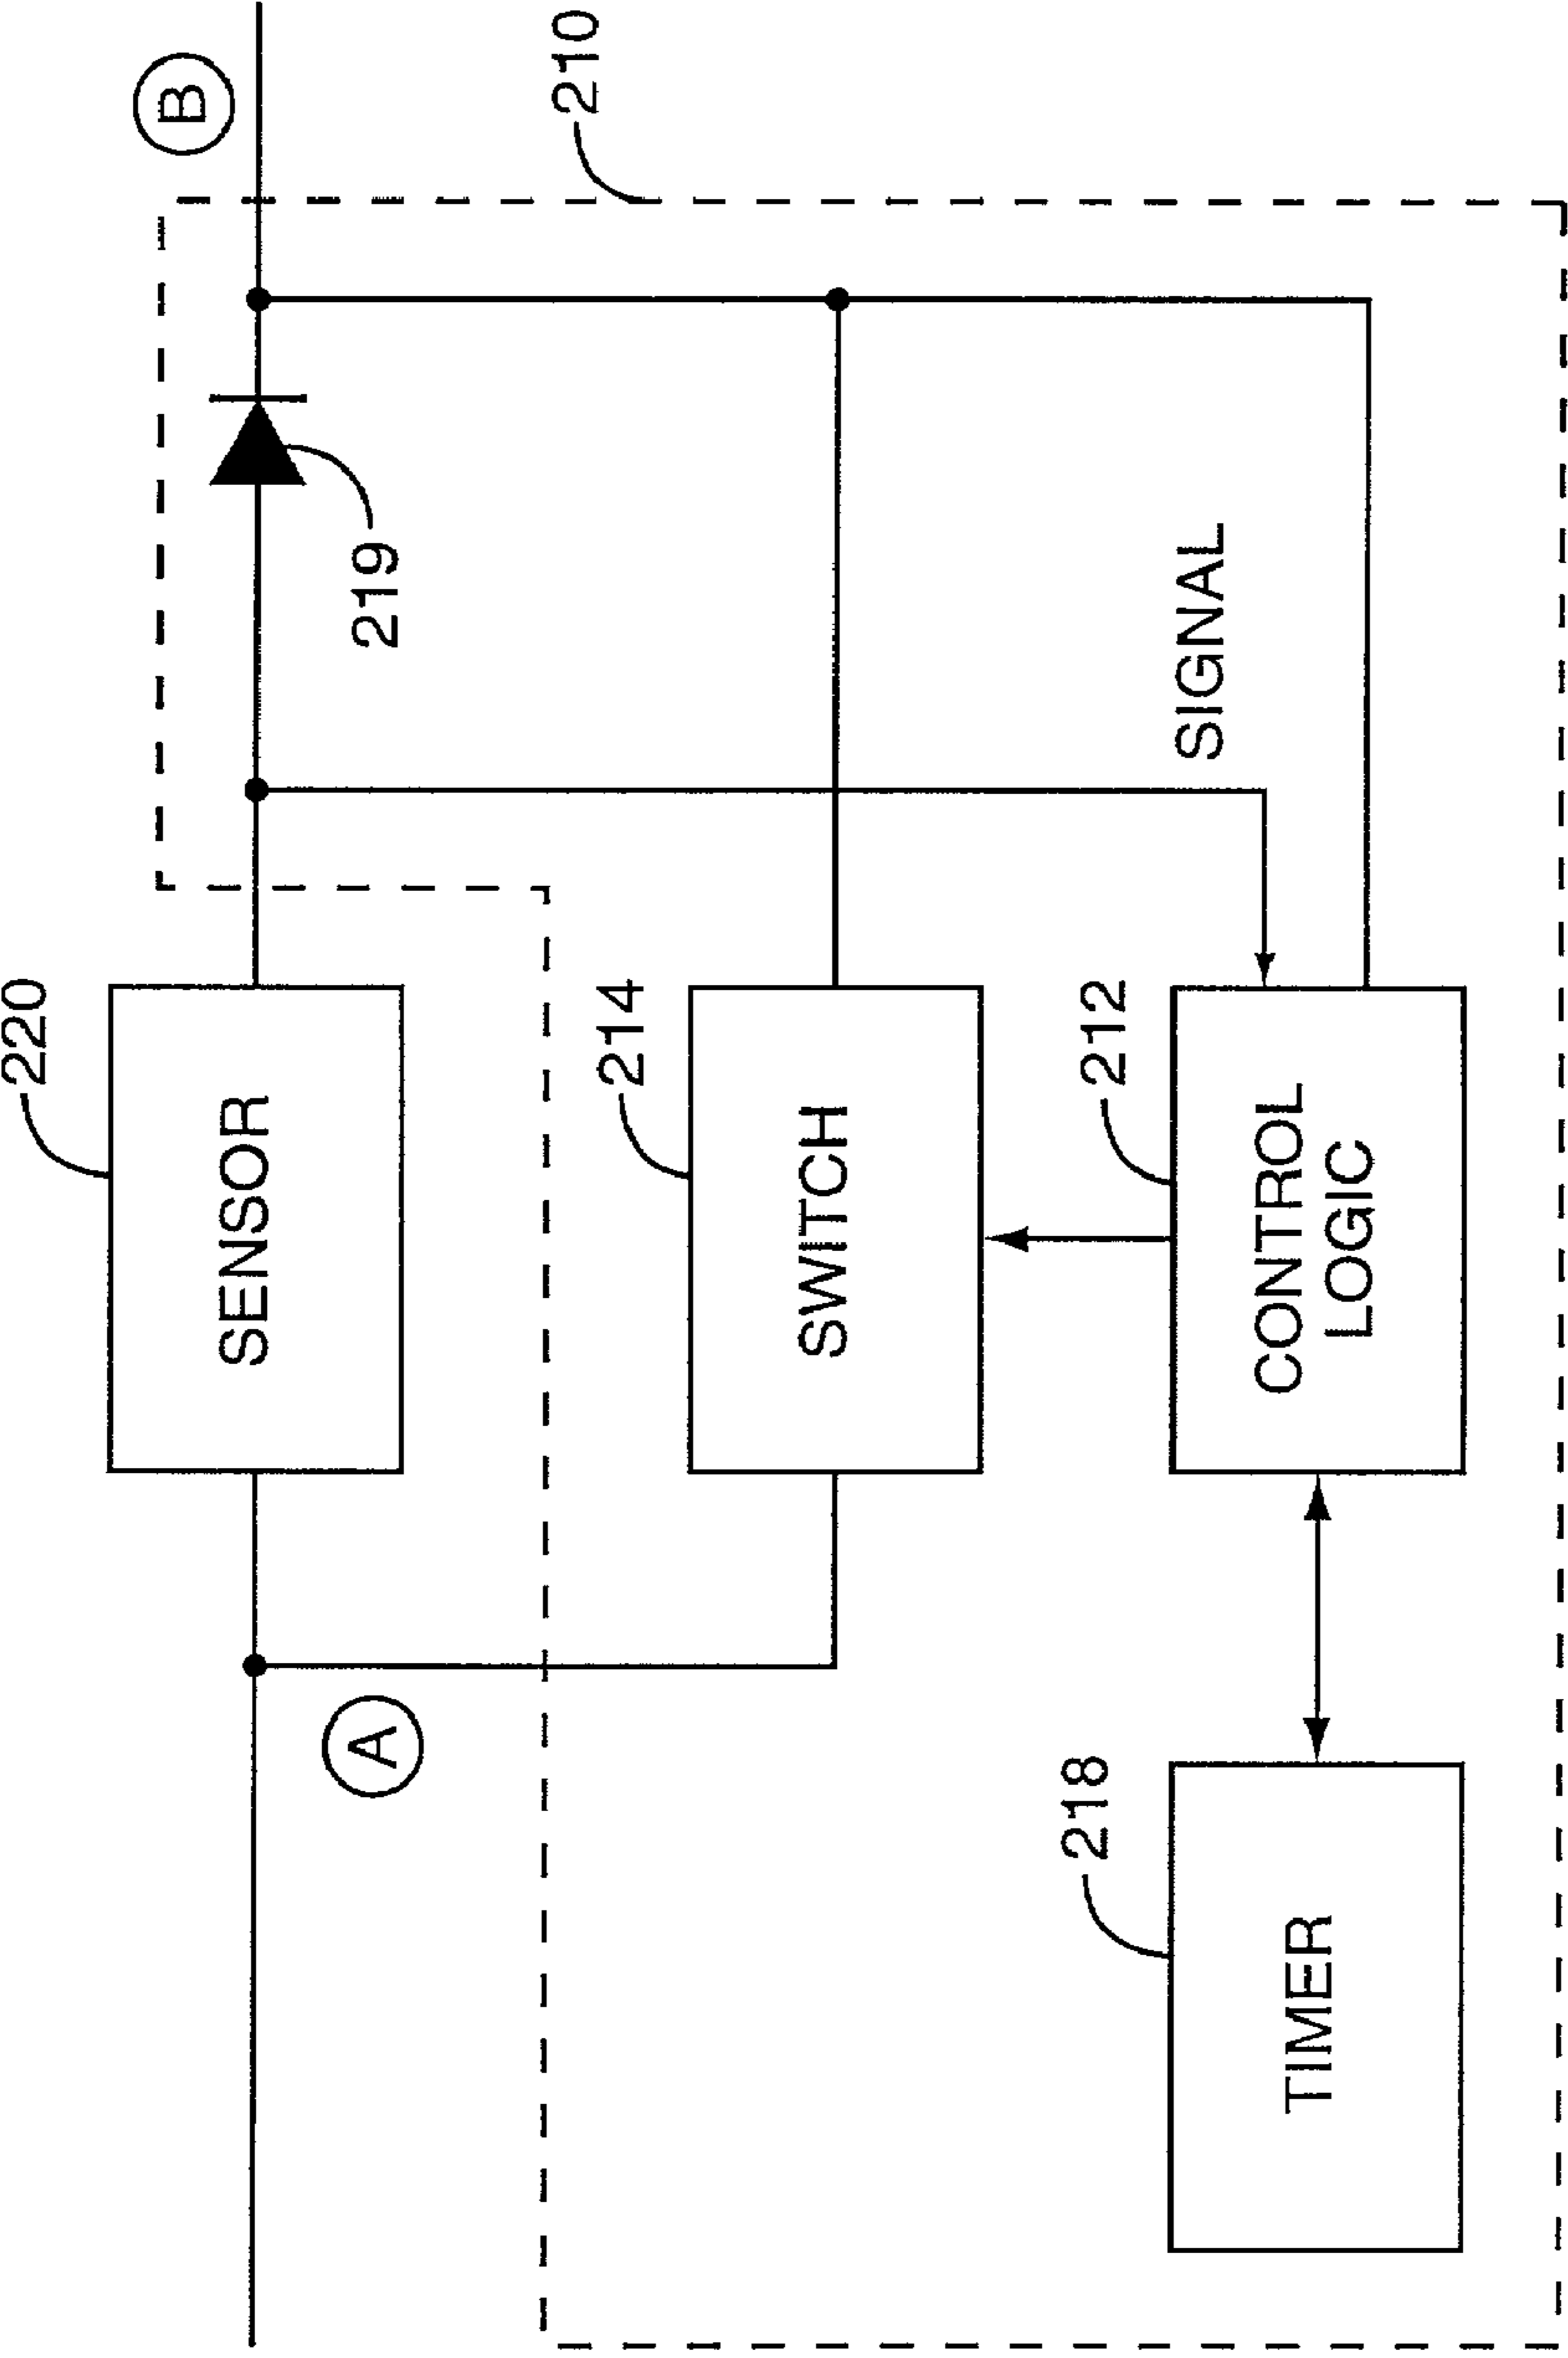 220
SENSOR
A
B
219
210
214
SWITCH
SIGNAL
212
CONTROL
LOGIC
218
TIMER